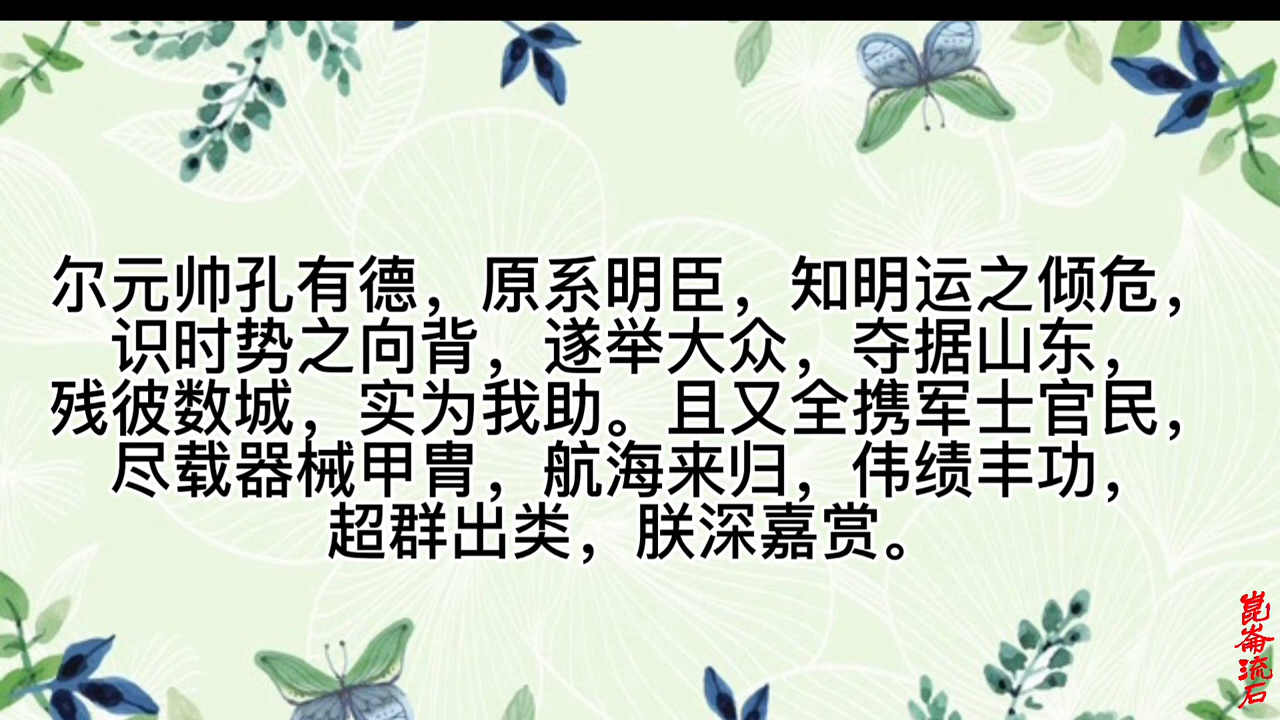 尔元帅孔有德，原系明臣，知明运之倾危，
识时势之向背，遂举大众，夺据山东，
残彼数城，实为我助。且又全携军士官民，
尽载器械甲胄，航海来归，伟绩丰功，
超群出类，朕深嘉赏。
崑崙流石